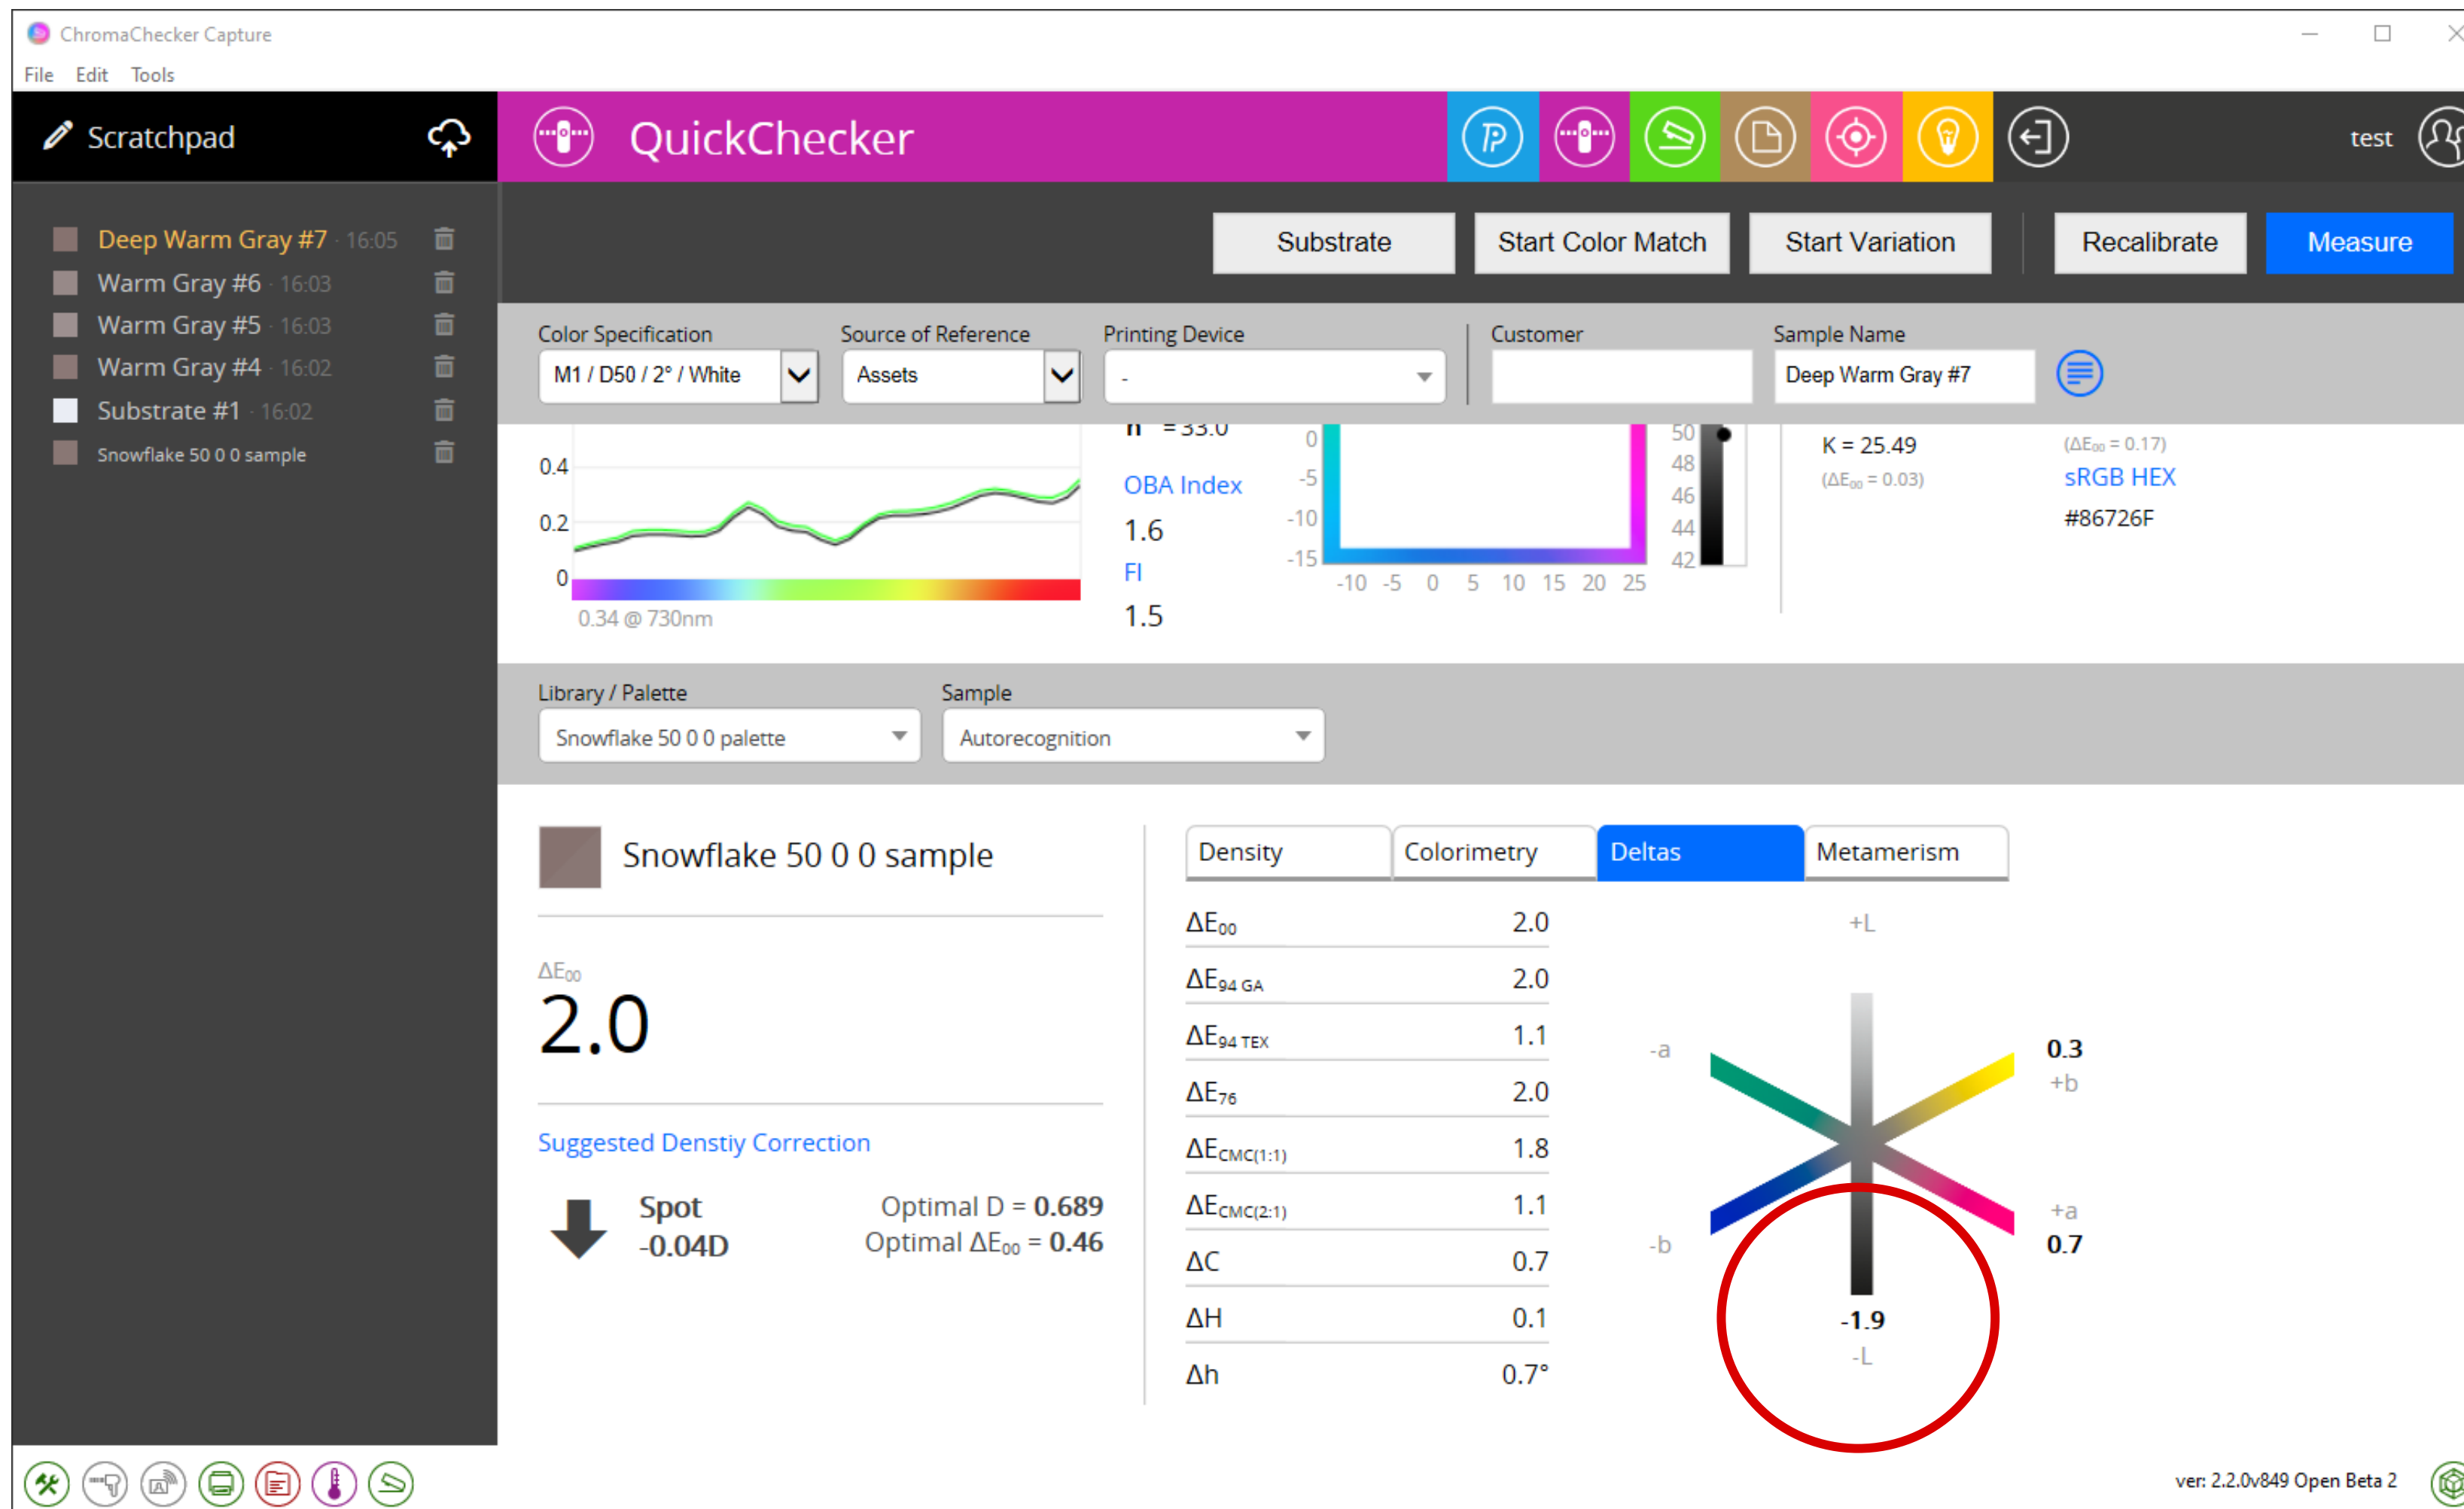 ChromaChecker Capture
File Edit Tools
Scratchpad
QuickChecker
test
Deep Warm Gray #7 · 16:05
Warm Gray #6 · 16:03
Warm Gray #5 · 16:03
Warm Gray #4 · 16:02
Substrate #1 · 16:02
Snowflake 50 0 0 sample
Substrate
Start Color Match
Start Variation
Recalibrate
Measure
Color Specification
M1 / D50 / 2° / White
Source of Reference
Assets
Printing Device
-
Customer
Sample Name
Deep Warm Gray #7
0.4
0.2
0
0.34 @ 730nm
h = 33.0
OBA Index
1.6
FI
1.5
0
-5
-10
-15
-10 -5 0 5 10 15 20 25
50
48
46
44
42
K = 25.49
(ΔE₀₀ = 0.03)
(ΔE₀₀ = 0.17)
sRGB HEX
#86726F
Library / Palette
Snowflake 50 0 0 palette
Sample
Autorecognition
Snowflake 50 0 0 sample
ΔE₀₀
2.0
Suggested Denstiy Correction
Spot
-0.04D
Optimal D = 0.689
Optimal ΔE₀₀ = 0.46
Density
Colorimetry
Deltas
Metamerism
ΔE₀₀ 2.0
ΔE94 GA 2.0
ΔE94 TEX 1.1
ΔE76 2.0
ΔECMC(1:1) 1.8
ΔECMC(2:1) 1.1
ΔC 0.7
ΔH 0.1
Δh 0.7°
+L
-a
0.3
+b
-b
+a
0.7
-1.9
-L
ver: 2.2.0v849 Open Beta 2